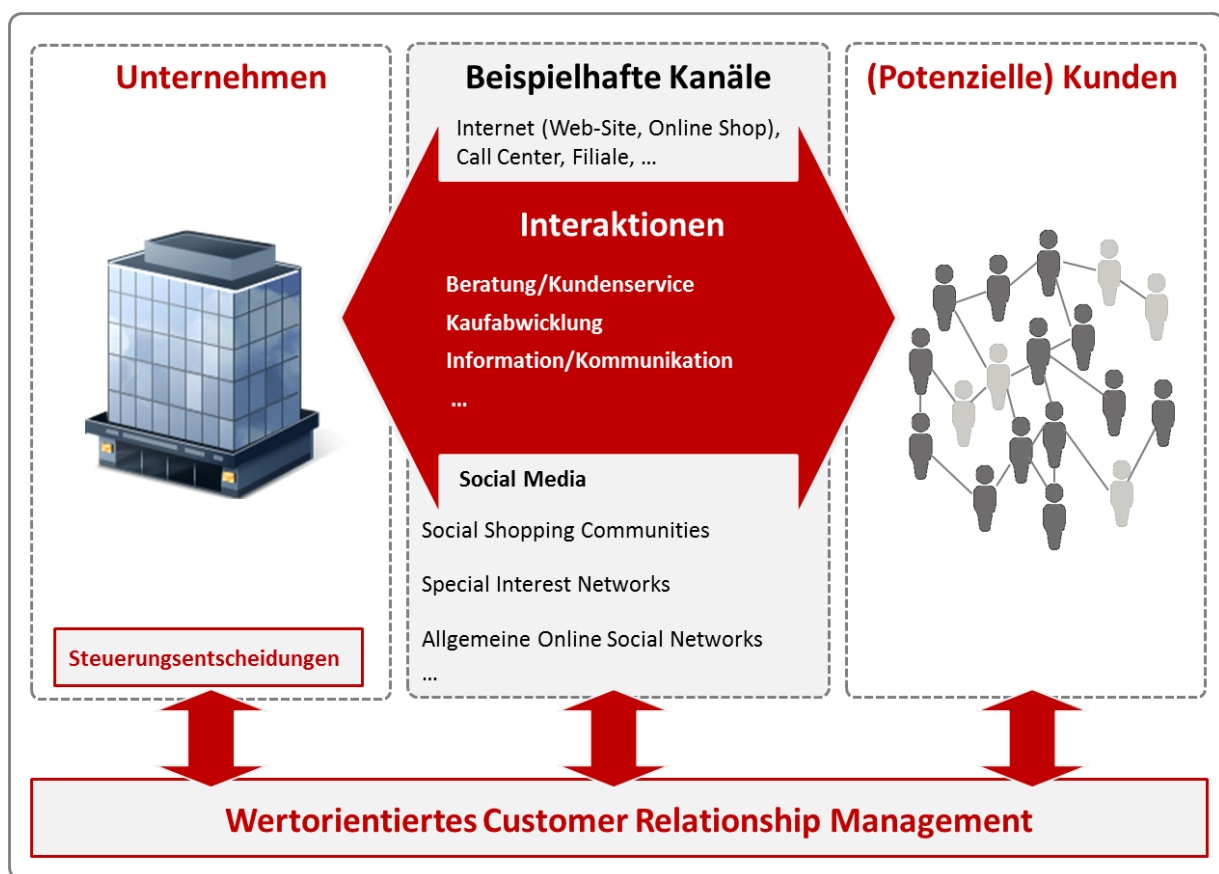 Unternehmen
Beispielhafte Kanäle
(Potenzielle) Kunden
Internet (Web-Site, Online Shop),
Call Center, Filiale, ...
Interaktionen
Beratung/Kundenservice
Kaufabwicklung
Information/Kommunikation
...
Social Media
Social Shopping Communities
Special Interest Networks
Allgemeine Online Social Networks
...
Steuerungsentscheidungen
Wertorientiertes Customer Relationship Management